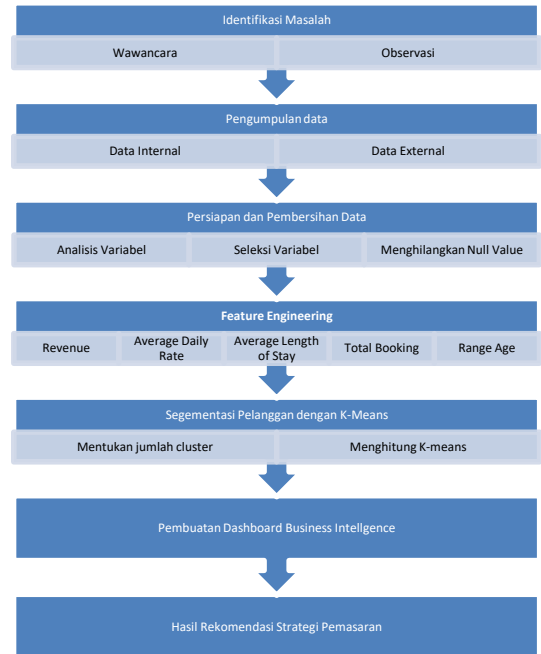 Identifikasi Masalah
Wawancara
Observasi
Pengumpulan data
Data Internal
Data External
Persiapan dan Pembersihan Data
Analisis Variabel
Seleksi Variabel
Menghilangkan Null Value
Feature Engineering
Revenue
Average Daily
Rate
Average Length
of Stay
Total Booking
Range Age
Segementasi Pelanggan dengan K-Means
Mentukan jumlah cluster
Menghitung K-means
Pembuatan Dashboard Business Intellgence
Hasil Rekomendasi Strategi Pemasaran